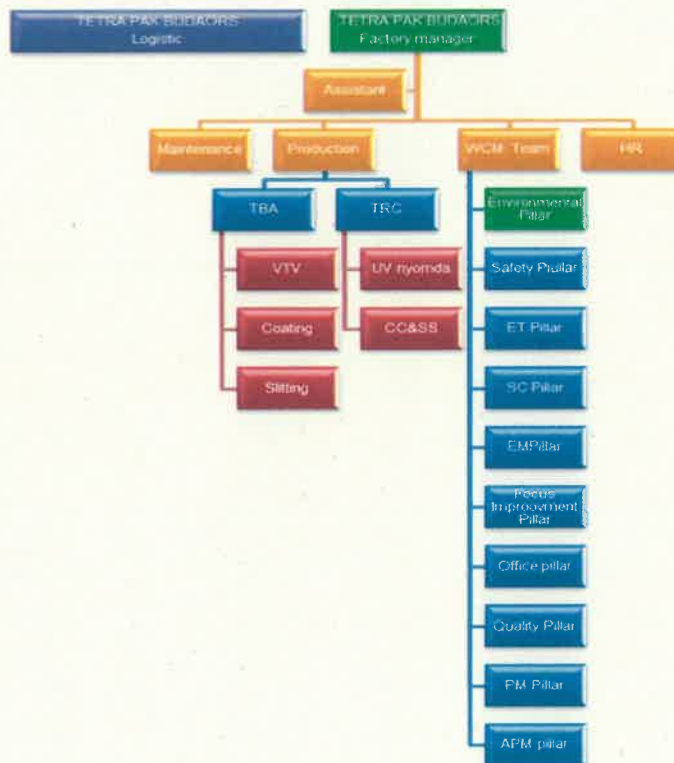 TETRA PAK BUDAORS
Logistic
TETRA PAK BUDAORS
Factory manager
Assistant
Maintenance
Production
WCM Team
HR
TBA
TRC
VTV
Coating
Slitting
UV nyomda
CC&SS
Environmental
Pillar
Safety Piullar
ET Pillar
SC Pillar
EMPillar
Focus
Improovment
Pillar
Office pillar
Quality Pillar
PM Pillar
APM pillar